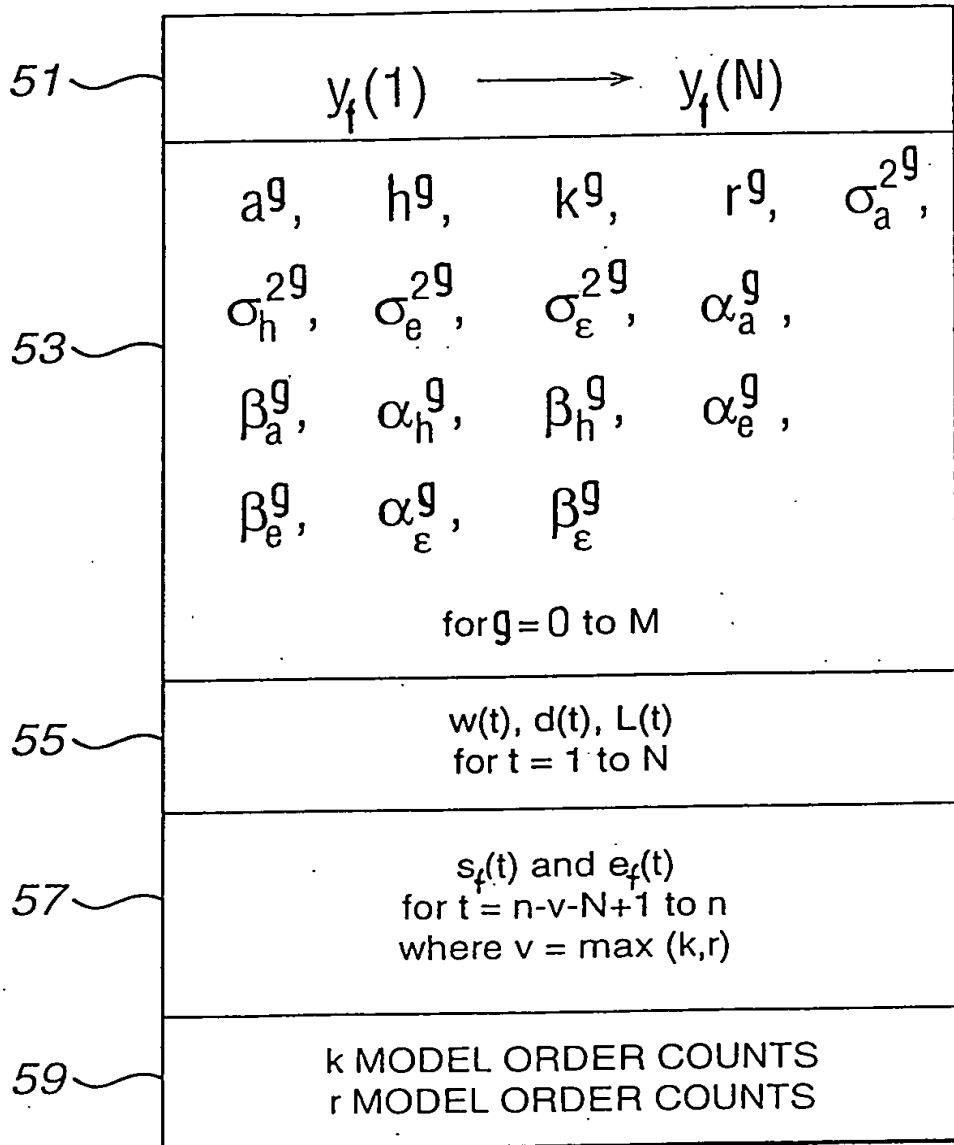 51
y_f(1) ⟶ y_f(N)
53
a^g, h^g, k^g, r^g, σ_a^{2g},
σ_h^{2g}, σ_e^{2g}, σ_ε^{2g}, α_a^g,
β_a^g, α_h^g, β_h^g, α_e^g,
β_e^g, α_ε^g, β_ε^g
for g = 0 to M
55
w(t), d(t), L(t)
for t = 1 to N
57
s_f(t) and e_f(t)
for t = n-v-N+1 to n
where v = max (k,r)
59
k MODEL ORDER COUNTS
r MODEL ORDER COUNTS